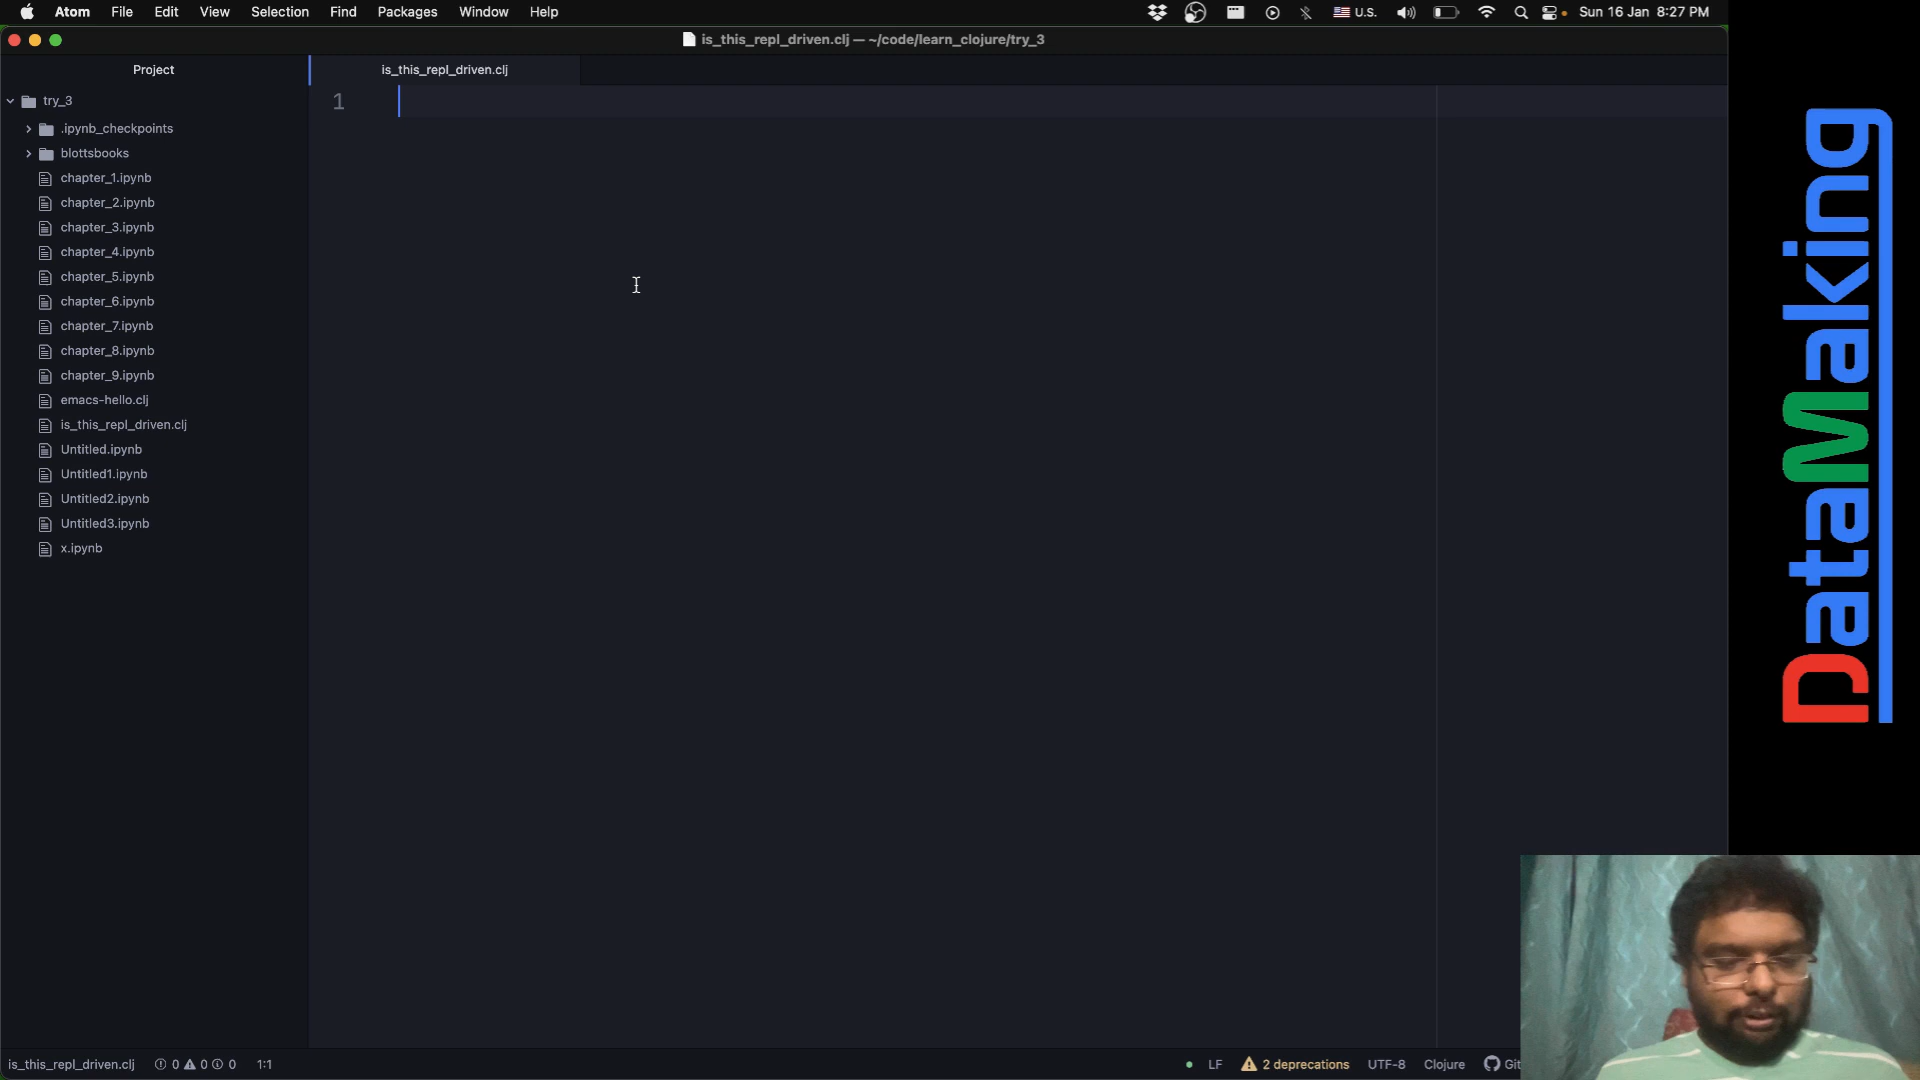 Atom File Edit View Selection Find Packages Window Help
U.S. Sun 16 Jan 8:27 PM
is_this_repl_driven.clj — ~/code/learn_clojure/try_3
Project
is_this_repl_driven.clj
try_3
1
.ipynb_checkpoints
blottsbooks
chapter_1.ipynb
chapter_2.ipynb
chapter_3.ipynb
chapter_4.ipynb
chapter_5.ipynb
chapter_6.ipynb
chapter_7.ipynb
chapter_8.ipynb
chapter_9.ipynb
emacs-hello.clj
is_this_repl_driven.clj
Untitled.ipynb
Untitled1.ipynb
Untitled2.ipynb
Untitled3.ipynb
x.ipynb
DataMaking
is_this_repl_driven.clj 0 0 0 1:1
LF 2 deprecations UTF-8 Clojure Git